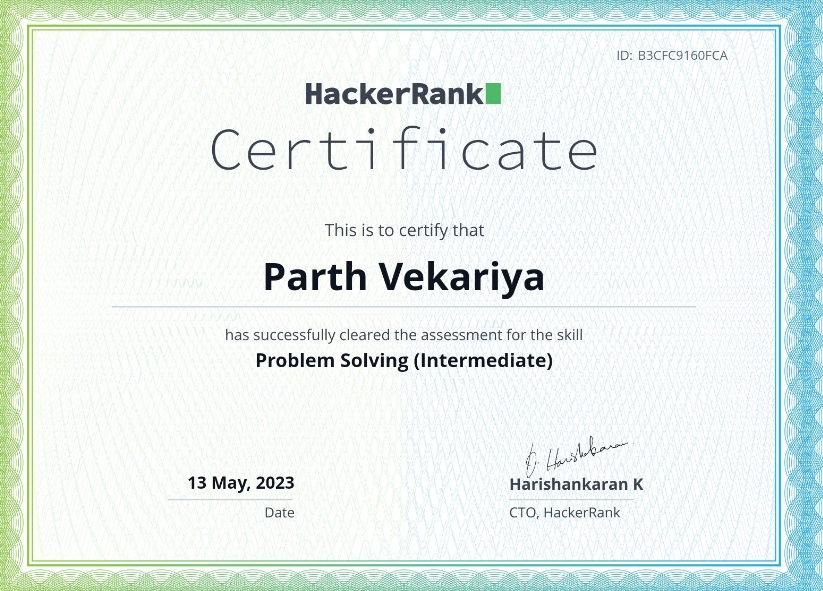 ID: B3CFC9160FCA
HackerRank
Certificate
This is to certify that
Parth Vekariya
has successfully cleared the assessment for the skill
Problem Solving (Intermediate)
13 May, 2023
Date
Harishankaran
Harishankaran K
CTO, HackerRank